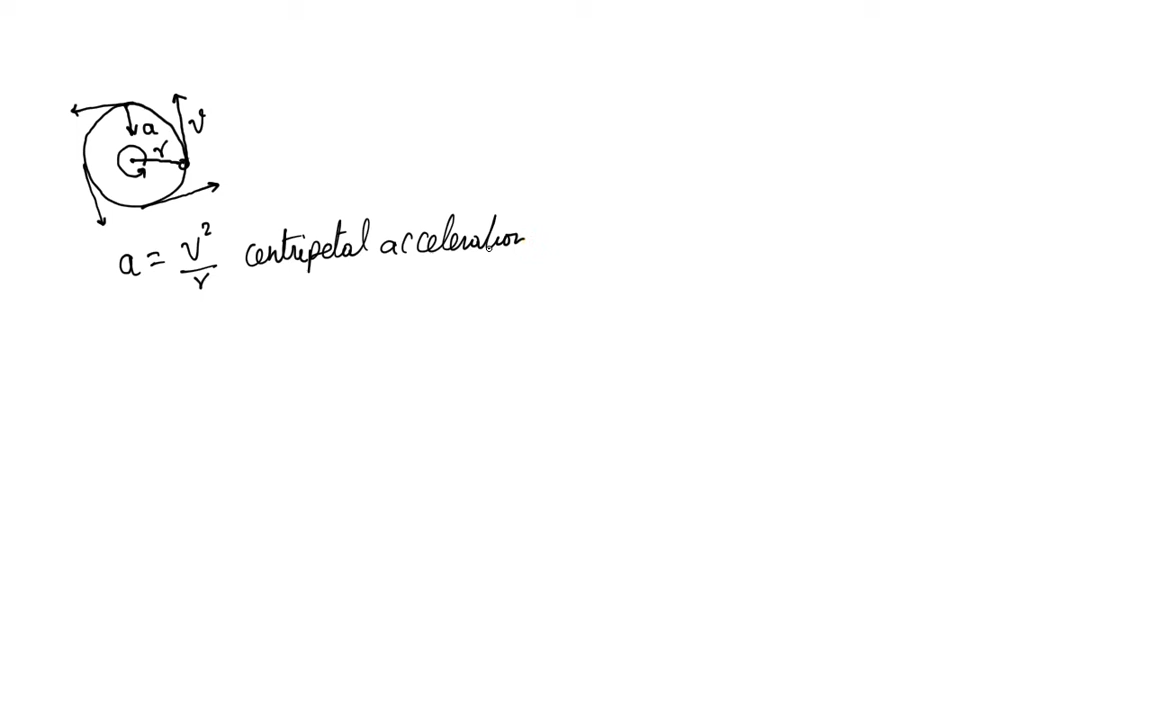 v
a
r
a = v²/r centripetal acceleration